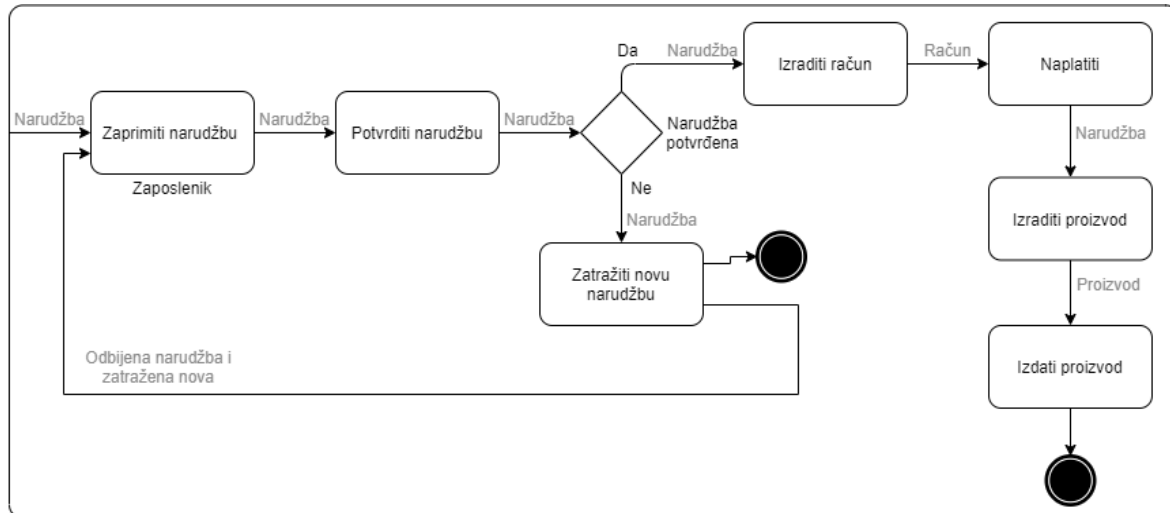 Da
Narudžba
Izraditi račun
Račun
Naplatiti
Narudžba
Zaprimiti narudžbu
Narudžba
Potvrditi narudžbu
Narudžba
Narudžba
potvrđena
Narudžba
Zaposlenik
Ne
Narudžba
Izraditi proizvod
Zatražiti novu
narudžbu
Proizvod
Odbijena narudžba i
zatražena nova
Izdati proizvod